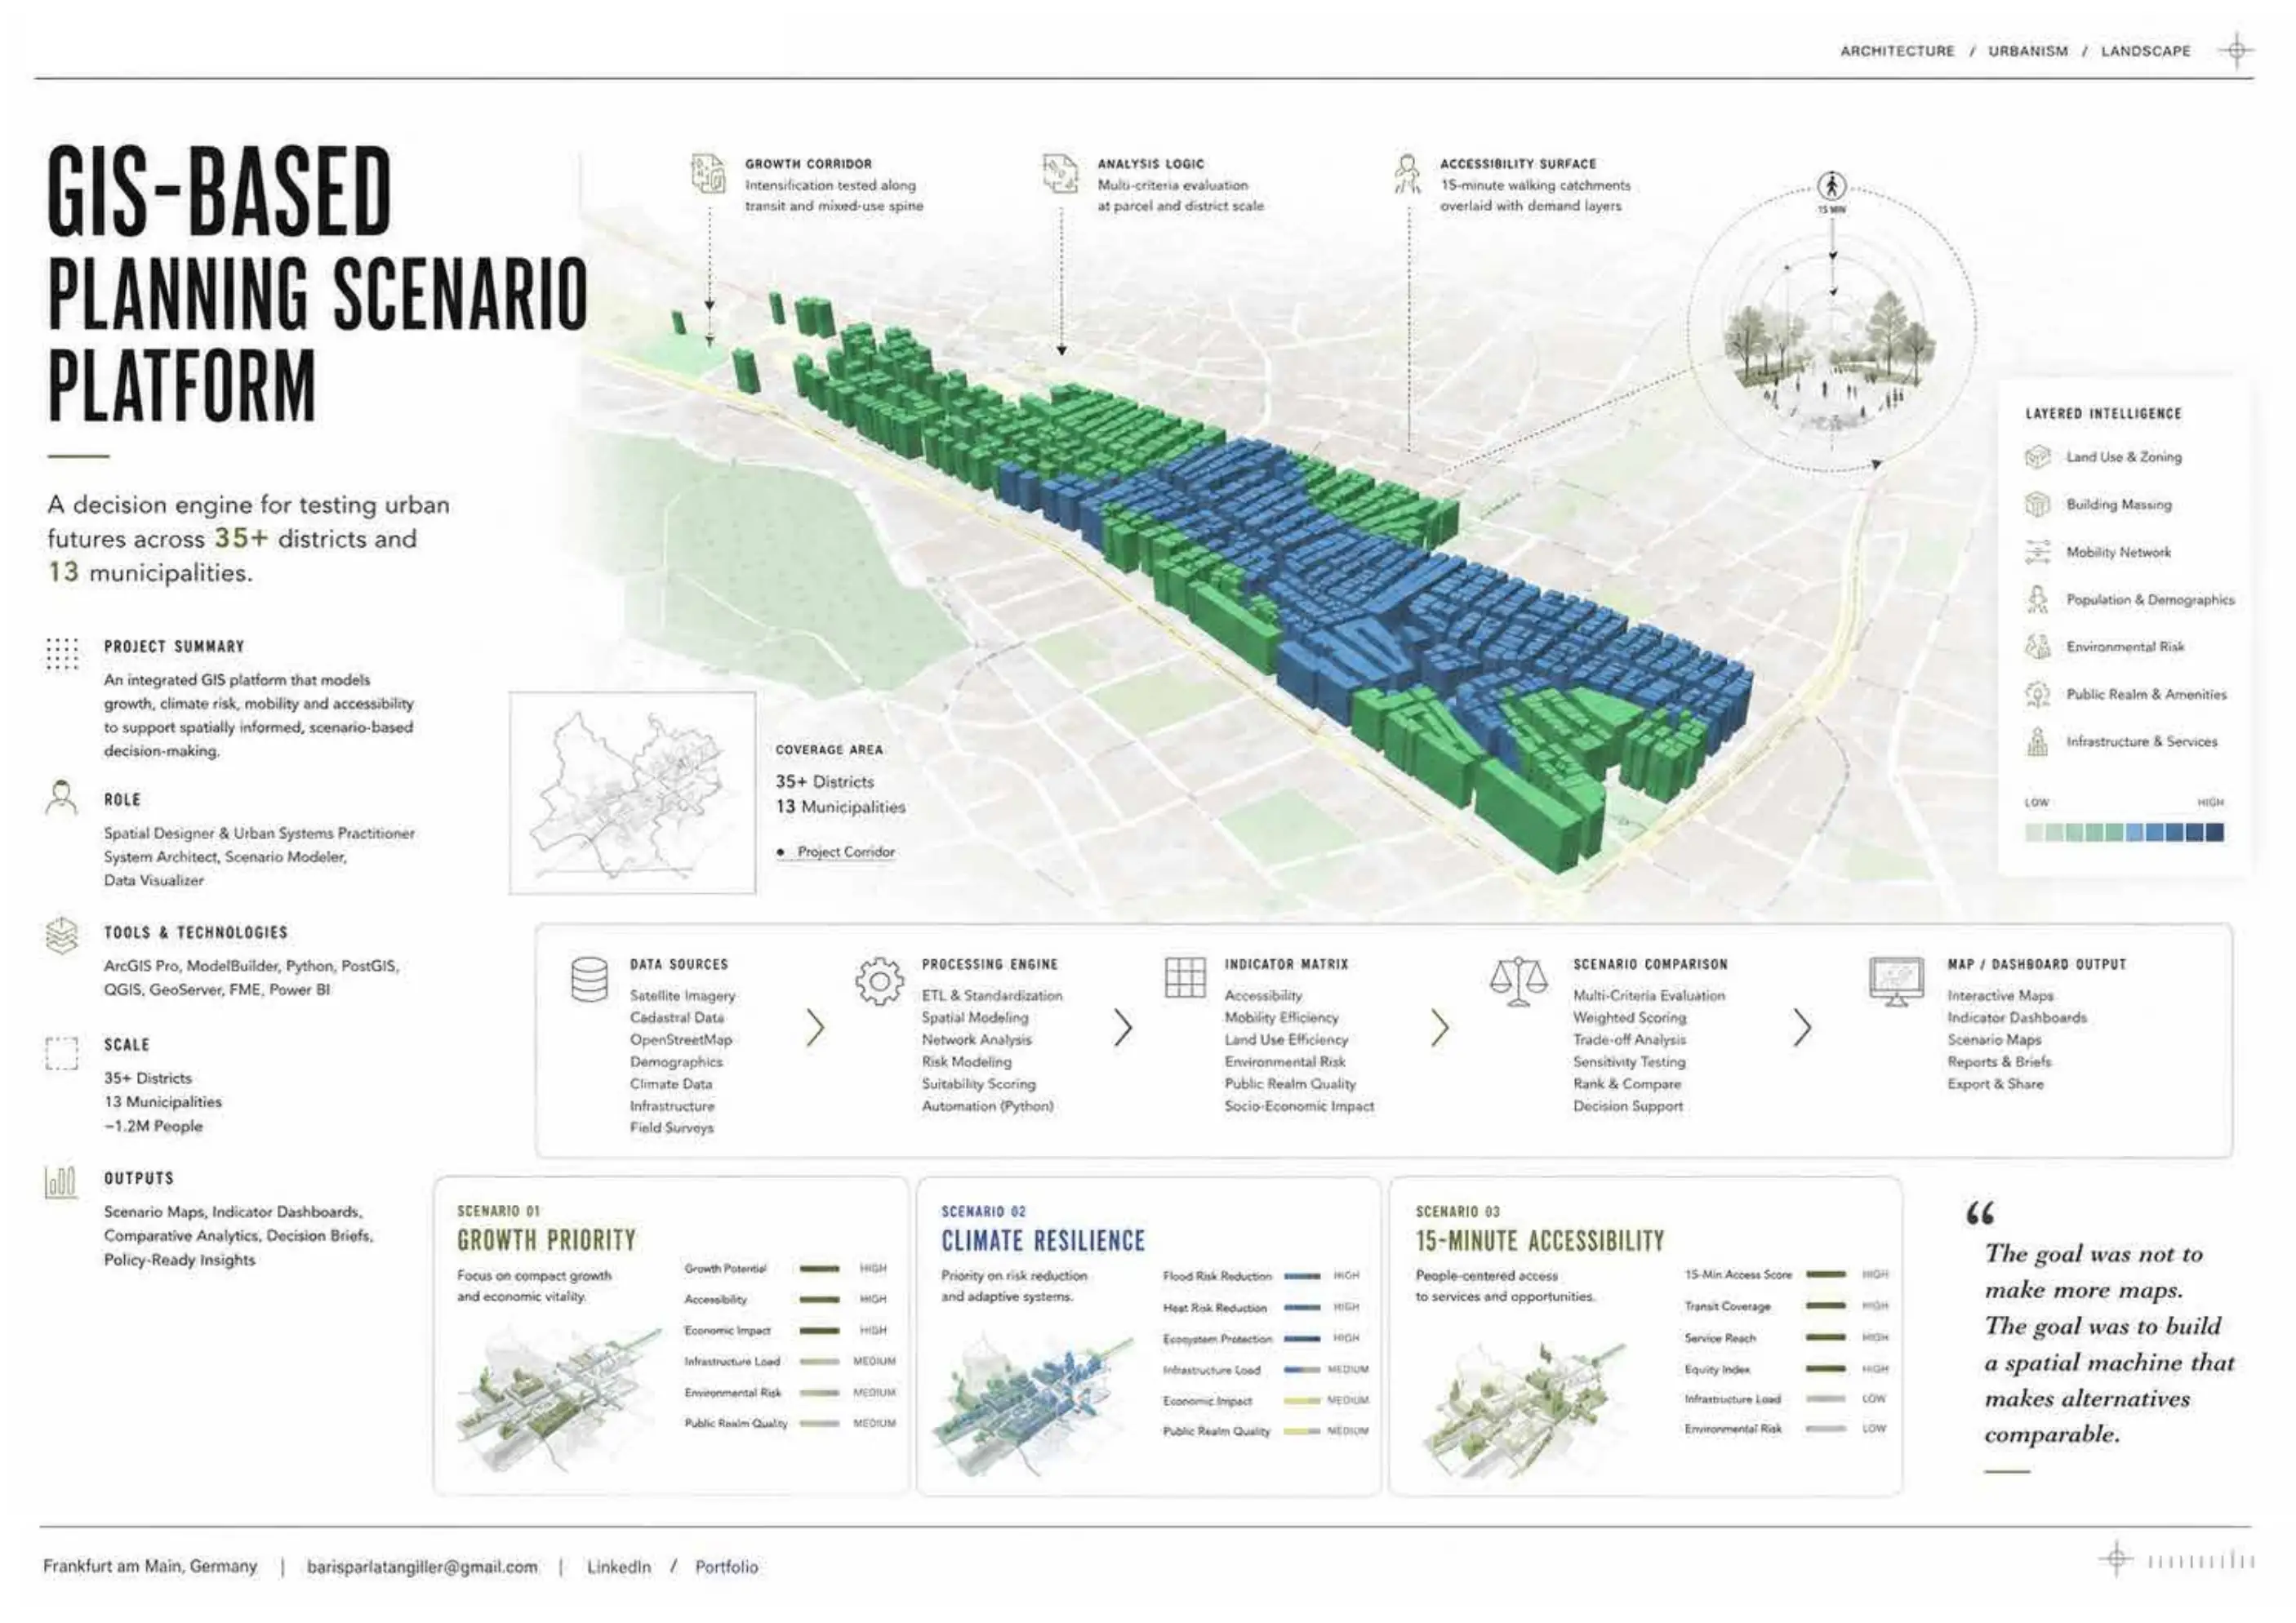 ARCHITECTURE / URBANISM / LANDSCAPE
GIS-BASED
PLANNING SCENARIO
PLATFORM
A decision engine for testing urban
futures across 35+ districts and
13 municipalities.
PROJECT SUMMARY
An integrated GIS platform that models
growth, climate risk, mobility and accessibility
to support spatially informed, scenario-based
decision-making.
ROLE
Spatial Designer & Urban Systems Practitioner
System Architect, Scenario Modeler,
Data Visualizer
TOOLS & TECHNOLOGIES
ArcGIS Pro, ModelBuilder, Python, PostGIS,
QGIS, GeoServer, FME, Power BI
SCALE
35+ Districts
13 Municipalities
~1.2M People
OUTPUTS
Scenario Maps, Indicator Dashboards,
Comparative Analytics, Decision Briefs,
Policy-Ready Insights
GROWTH CORRIDOR
Intensification tested along
transit and mixed-use spine
ANALYSIS LOGIC
Multi-criteria evaluation
at parcel and district scale
ACCESSIBILITY SURFACE
15-minute walking catchments
overlaid with demand layers
15 MIN
LAYERED INTELLIGENCE
Land Use & Zoning
Building Massing
Mobility Network
Population & Demographics
Environmental Risk
Public Realm & Amenities
Infrastructure & Services
LOW HIGH
COVERAGE AREA
35+ Districts
13 Municipalities
• Project Corridor
DATA SOURCES
Satellite Imagery
Cadastral Data
OpenStreetMap
Demographics
Climate Data
Infrastructure
Field Surveys
PROCESSING ENGINE
ETL & Standardization
Spatial Modeling
Network Analysis
Risk Modeling
Suitability Scoring
Automation (Python)
INDICATOR MATRIX
Accessibility
Mobility Efficiency
Land Use Efficiency
Environmental Risk
Public Realm Quality
Socio-Economic Impact
SCENARIO COMPARISON
Multi-Criteria Evaluation
Weighted Scoring
Trade-off Analysis
Sensitivity Testing
Rank & Compare
Decision Support
MAP / DASHBOARD OUTPUT
Interactive Maps
Indicator Dashboards
Scenario Maps
Reports & Briefs
Export & Share
SCENARIO 01
GROWTH PRIORITY
Focus on compact growth
and economic vitality.
Growth Potential HIGH
Accessibility HIGH
Economic Impact HIGH
Infrastructure Load MEDIUM
Environmental Risk MEDIUM
Public Realm Quality MEDIUM
SCENARIO 02
CLIMATE RESILIENCE
Priority on risk reduction
and adaptive systems.
Flood Risk Reduction HIGH
Heat Risk Reduction HIGH
Ecosystem Protection HIGH
Infrastructure Load MEDIUM
Economic Impact MEDIUM
Public Realm Quality MEDIUM
SCENARIO 03
15-MINUTE ACCESSIBILITY
People-centered access
to services and opportunities.
15-Min Access Score HIGH
Transit Coverage HIGH
Service Reach HIGH
Equity Index HIGH
Infrastructure Load LOW
Environmental Risk LOW
“
The goal was not to
make more maps.
The goal was to build
a spatial machine that
makes alternatives
comparable.
Frankfurt am Main, Germany | barisparlatangiller@gmail.com | LinkedIn / Portfolio